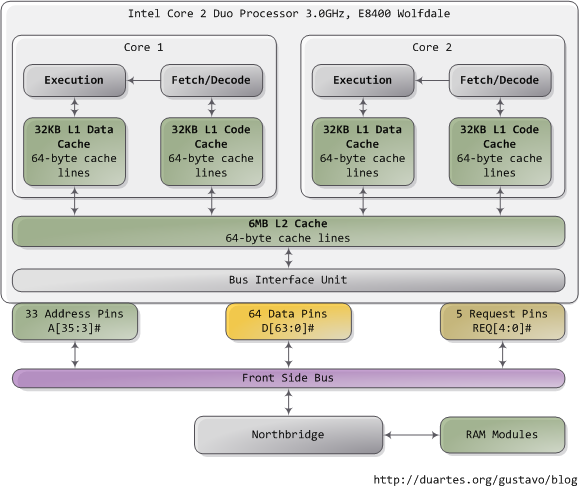 Intel Core 2 Duo Processor 3.0GHz, E8400 Wolfdale
Core 1
Core 2
Execution
Fetch/Decode
Execution
Fetch/Decode
32KB L1 Data
Cache
64-byte cache
lines
32KB L1 Code
Cache
64-byte cache
lines
32KB L1 Data
Cache
64-byte cache
lines
32KB L1 Code
Cache
64-byte cache
lines
6MB L2 Cache
64-byte cache lines
Bus Interface Unit
33 Address Pins
A[35:3]#
64 Data Pins
D[63:0]#
5 Request Pins
REQ[4:0]#
Front Side Bus
Northbridge
RAM Modules
http://duartes.org/gustavo/blog